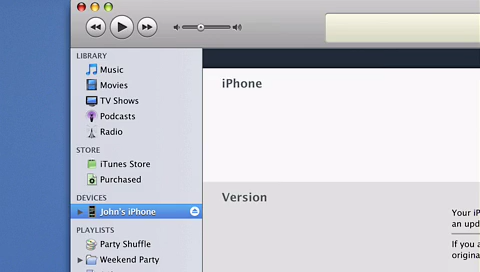 LIBRARY
Music
Movies
TV Shows
Podcasts
Radio
STORE
iTunes Store
Purchased
DEVICES
John's iPhone
PLAYLISTS
Party Shuffle
Weekend Party
iPhone
Version
Your iP
an upd
If you a
origina